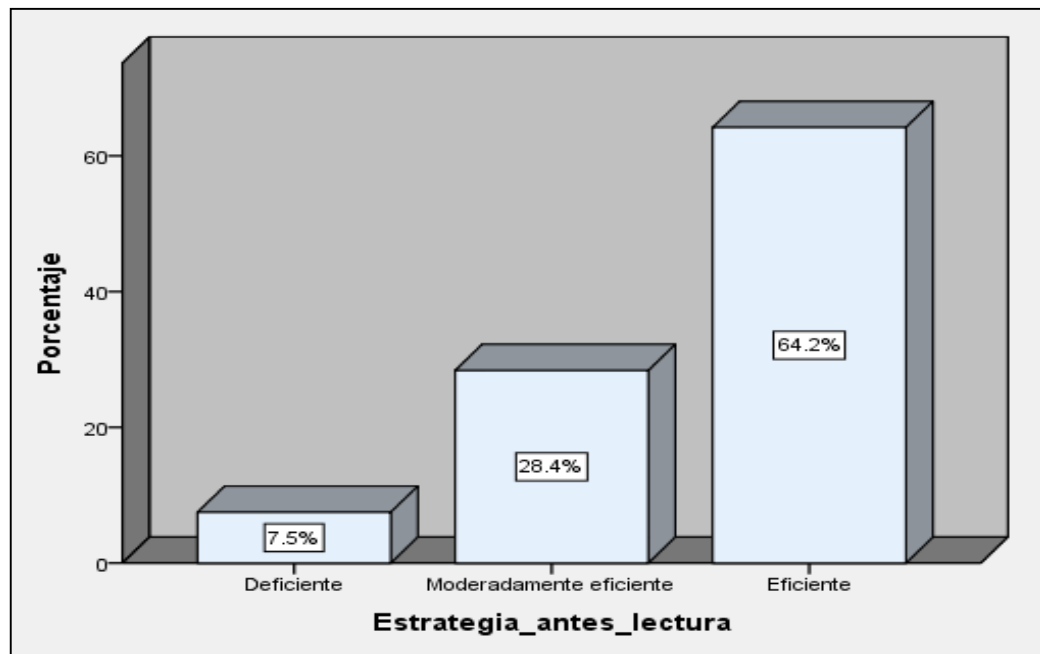 Porcentaje
60
40
20
0
64.2%
28.4%
7.5%
Deficiente
Moderadamente eficiente
Eficiente
Estrategia_antes_lectura